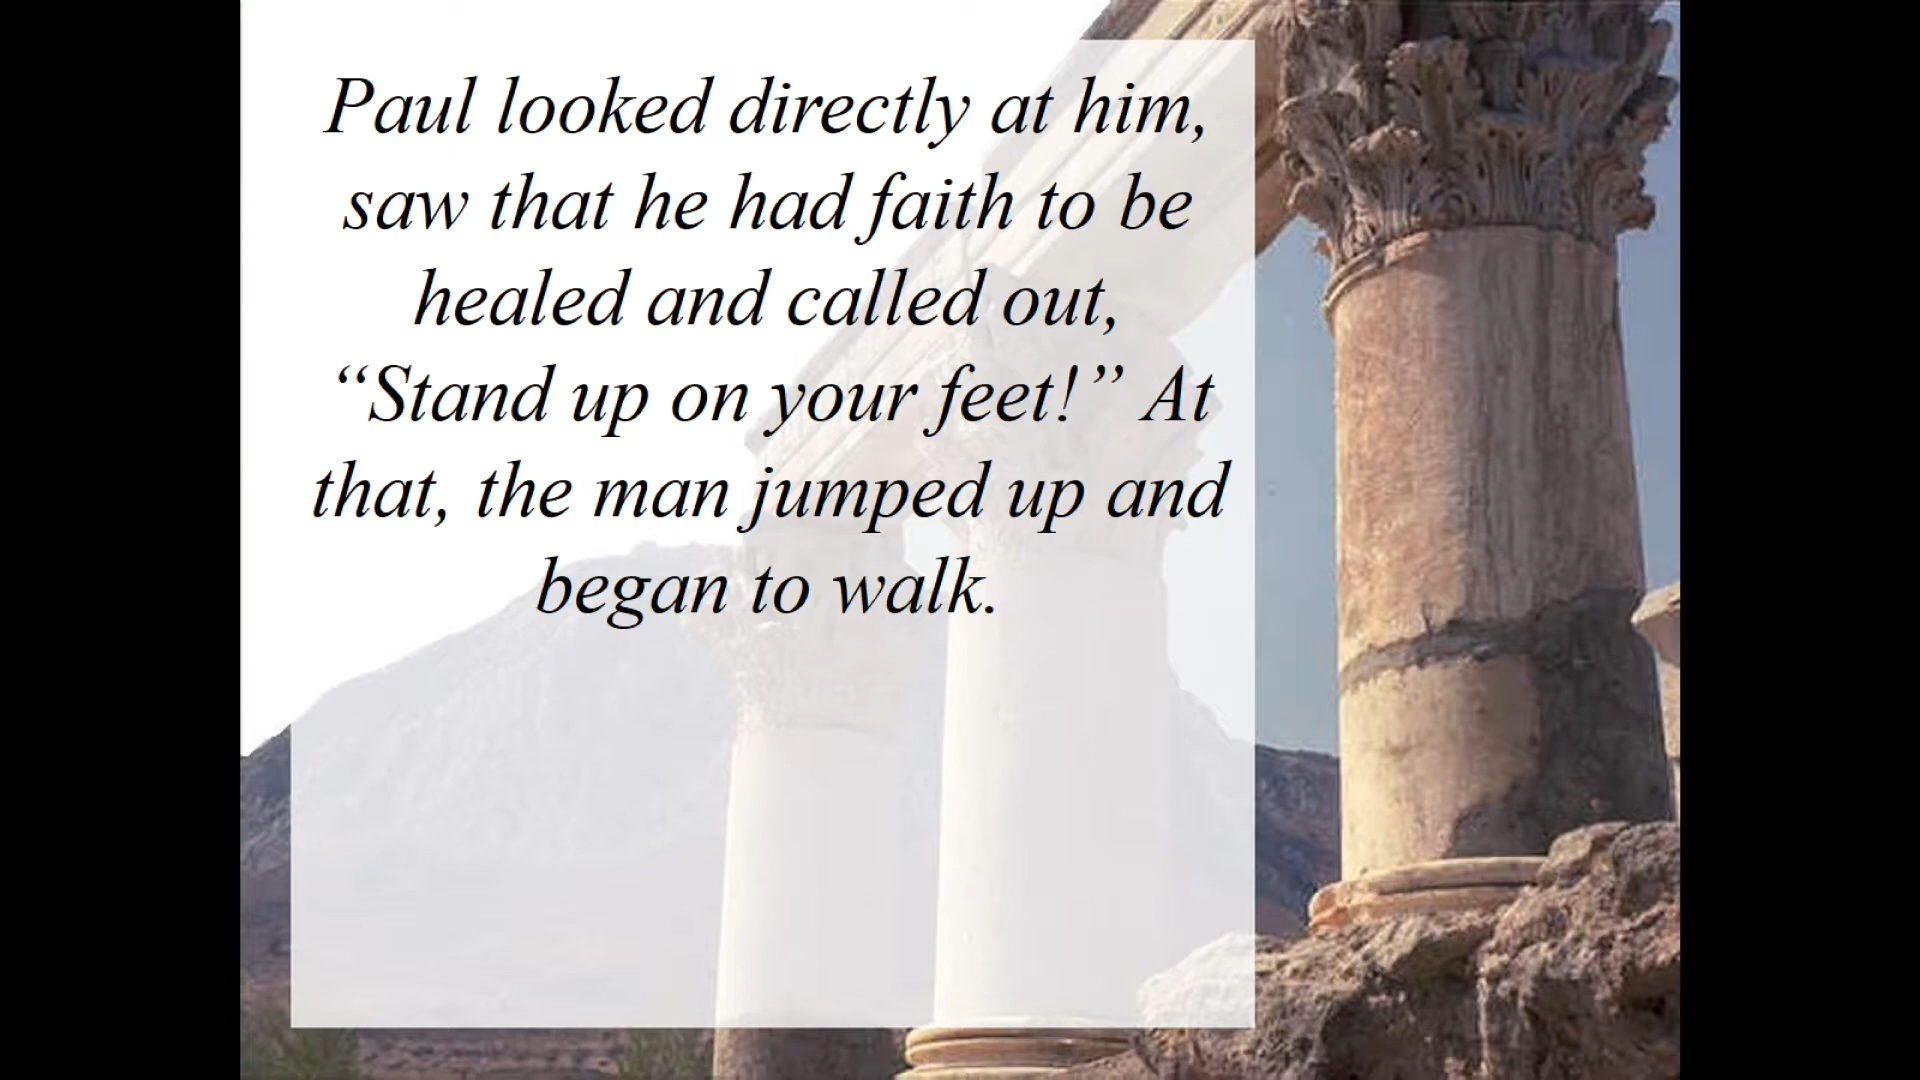 Paul looked directly at him,
saw that he had faith to be
healed and called out,
“Stand up on your feet!” At
that, the man jumped up and
began to walk.